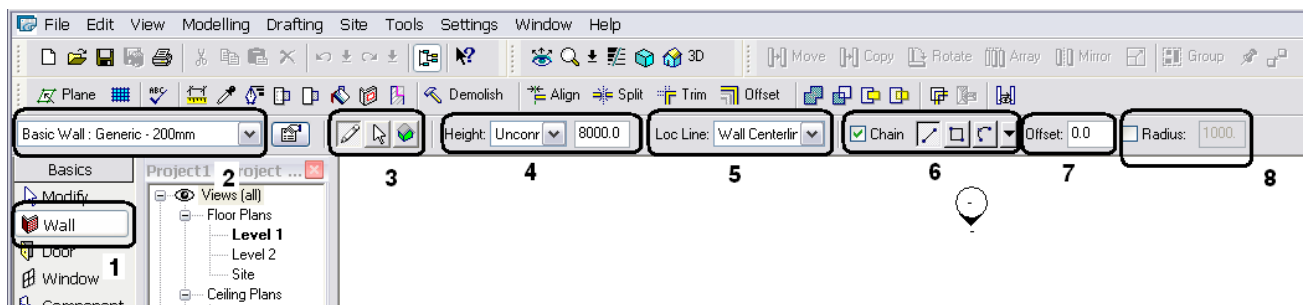 File Edit View Modelling Drafting Site Tools Settings Window Help
3D Move Copy Rotate Array Mirror Group
Plane Demolish Align Split Trim Offset
Basic Wall : Generic - 200mm Height: Unconr 8000.0 Loc Line: Wall Centerlir Chain Offset: 0.0 Radius: 1000.
Basics Project1 roject ... 2 3 4 5 6 7 8
Modify Views (all)
Wall Floor Plans
Level 1
Door Level 2
Window 1 Site
Component Ceiling Plans